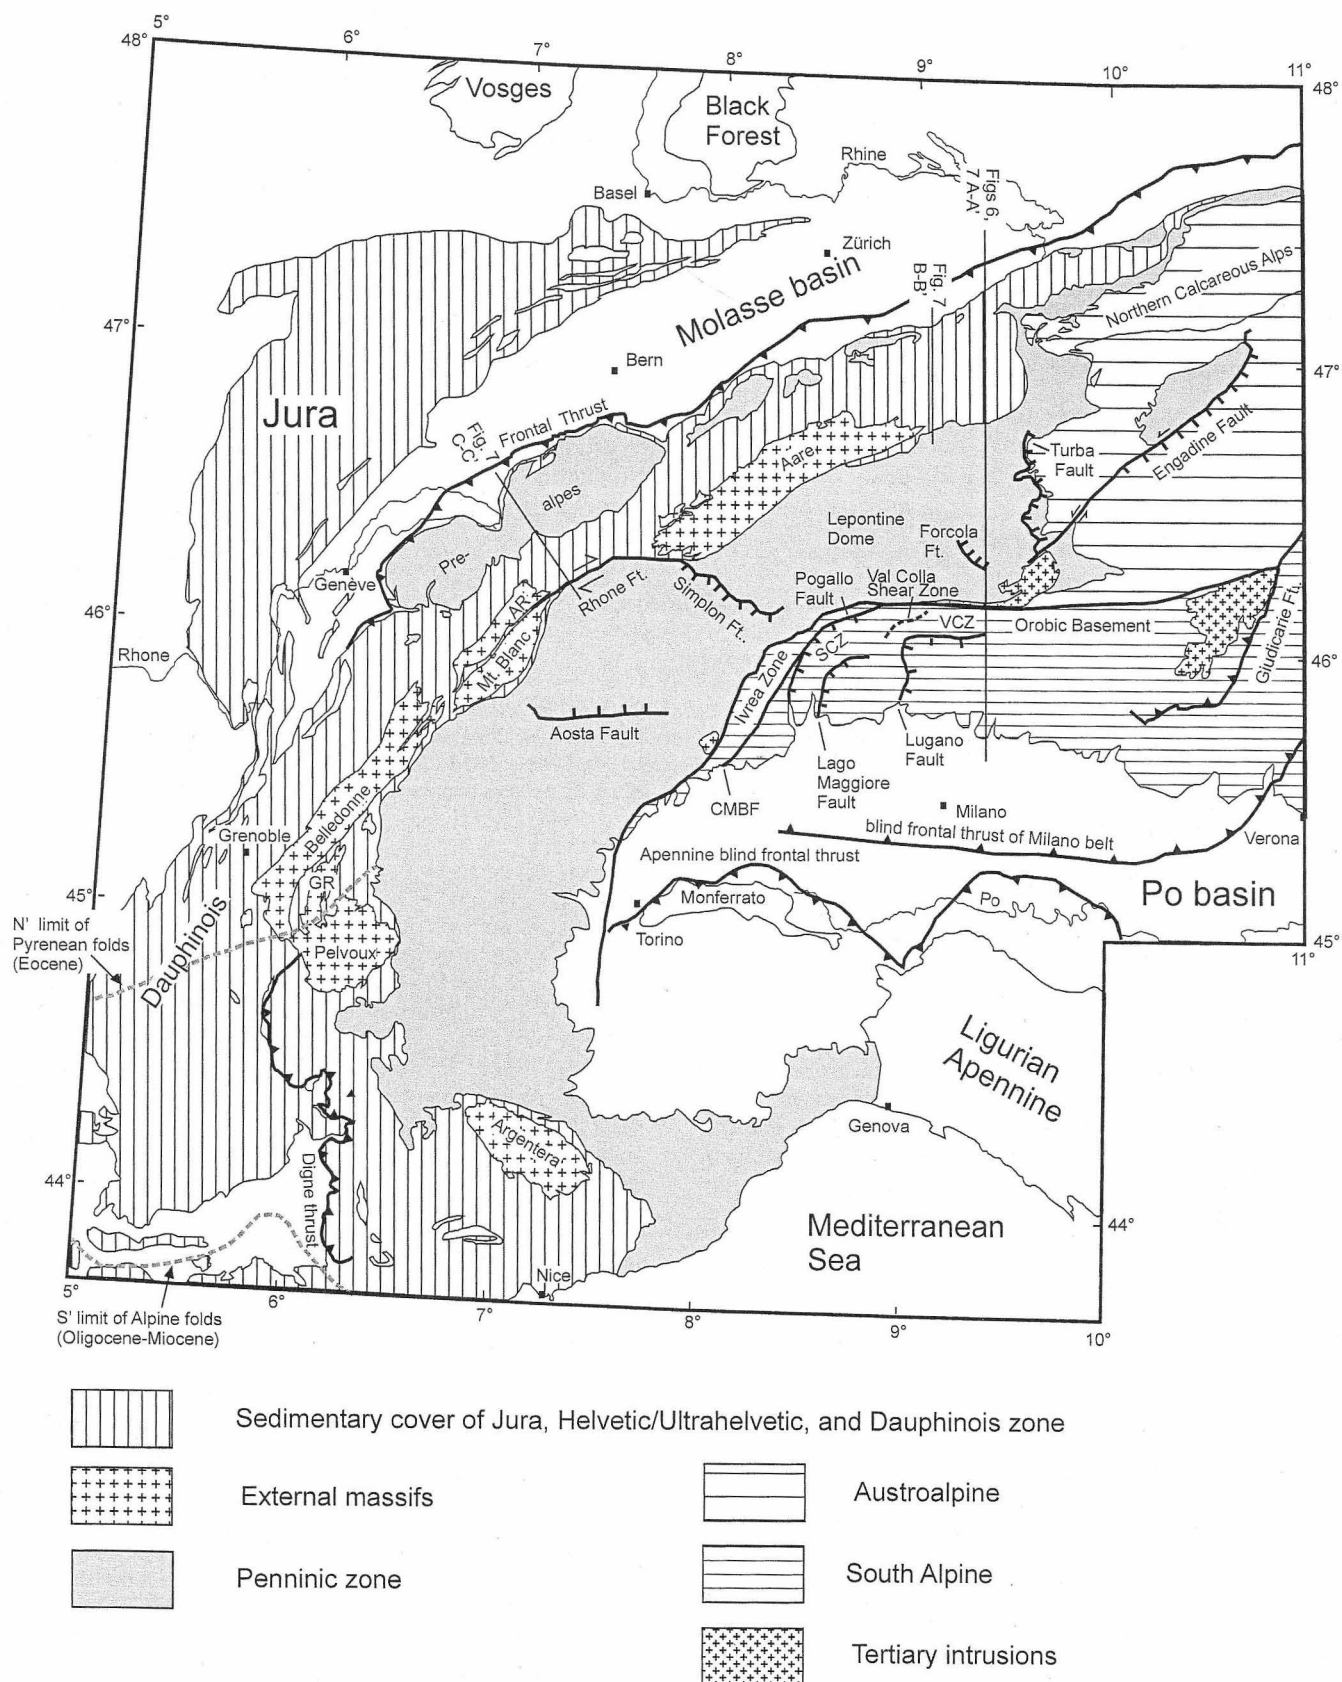 5°
48°
6°
7°
8°
9°
10°
11°
48°
Vosges
Black
Forest
Rhine
Basel
Figs 6,
7 A-A'
Zürich
Fig. 7
B-B'
Molasse basin
Northern Calcareous Alps
47°
Bern
47°
Jura
Frontal Thrust
Fig. 7
C-C'
Aare
Turba
Fault
Engadine Fault
alpes
Lepontine
Dome
Forcola
Ft.
Pre-
Genève
Rhone Ft.
Simplon Ft..
Pogallo
Fault
Val Colla
Shear Zone
AR
46°
VCZ
Orobic Basement
SCZ
Rhone
Mt. Blanc
Ivrea Zone
Giudicarie Ft.
46°
Aosta Fault
Lugano
Fault
Lago
Maggiore
Fault
CMBF
Milano
Belledonne
Grenoble
blind frontal thrust of Milano belt
Verona
Apennine blind frontal thrust
GR
45°
Monferrato
Po
Po basin
N' limit of
Pyrenean folds
(Eocene)
Dauphinois
Torino
45°
Pelvoux
11°
Ligurian
Apennine
Argentera
Genova
44°
Digne thrust
Mediterranean
Sea
44°
Nice
5°
6°
7°
8°
9°
10°
S' limit of Alpine folds
(Oligocene-Miocene)
Sedimentary cover of Jura, Helvetic/Ultrahelvetic, and Dauphinois zone
External massifs
Austroalpine
Penninic zone
South Alpine
Tertiary intrusions